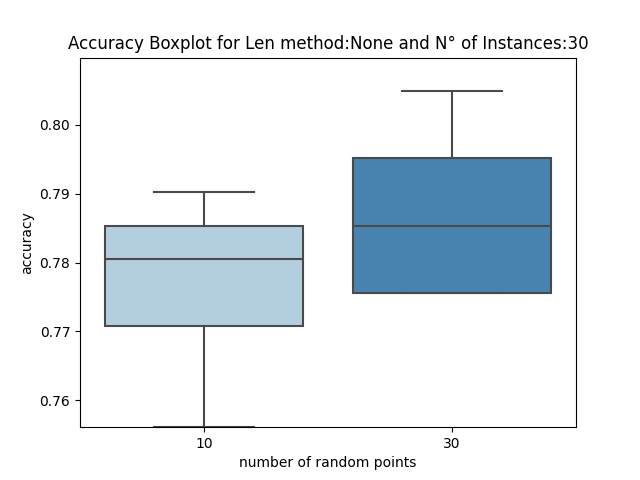 Accuracy Boxplot for Len method:None and N° of Instances:30
accuracy
0.80
0.79
0.78
0.77
0.76
10
30
number of random points